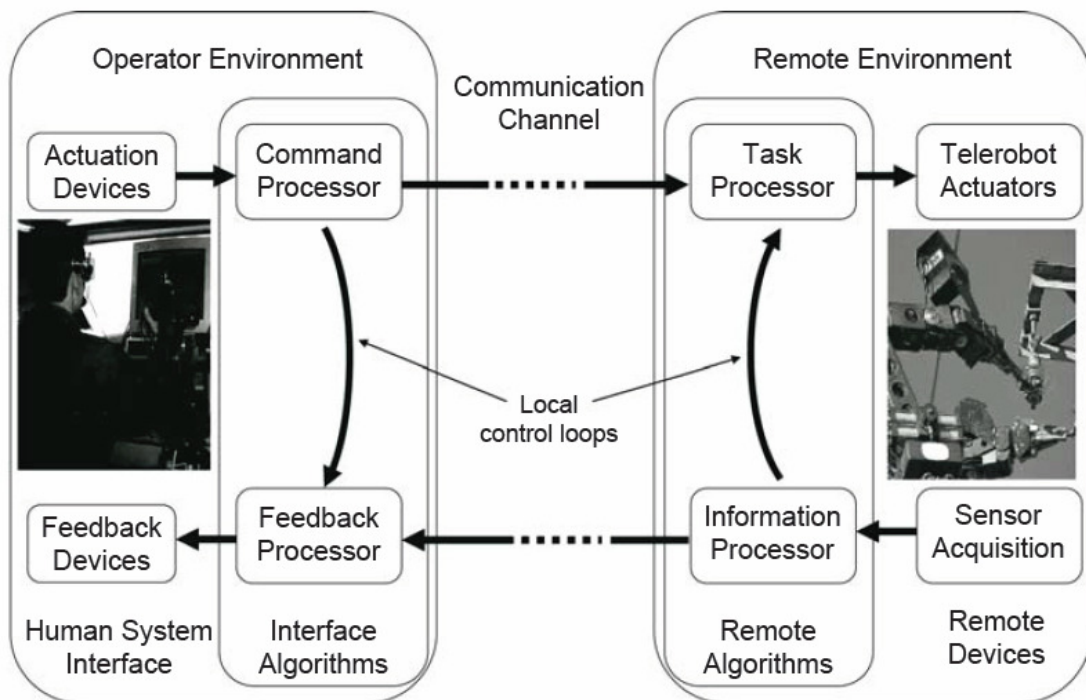 Operator Environment
Remote Environment
Communication
Channel
Actuation
Devices
Command
Processor
Task
Processor
Telerobot
Actuators
Local
control loops
Feedback
Devices
Feedback
Processor
Information
Processor
Sensor
Acquisition
Human System
Interface
Interface
Algorithms
Remote
Algorithms
Remote
Devices